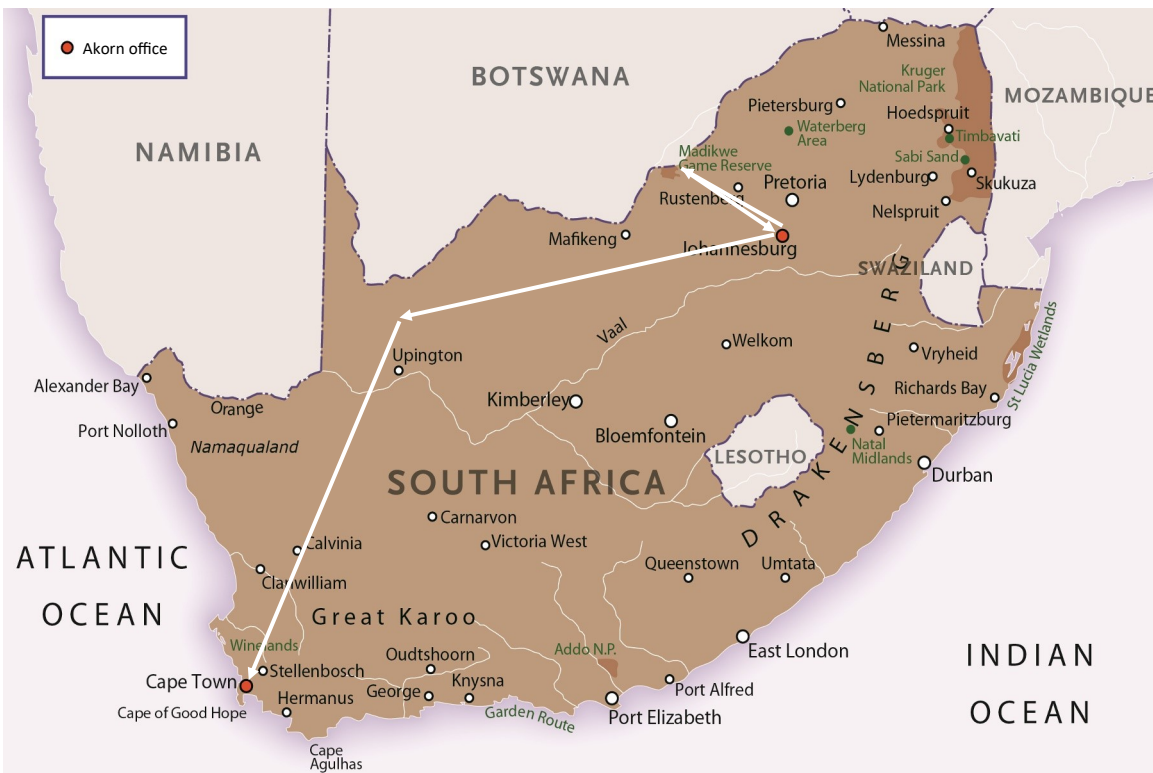 Akorn office
Messina
BOTSWANA
Kruger
National Park
MOZAMBIQUE
Pietersburg
Hoedspruit
Waterberg
Area
Timbavati
NAMIBIA
Madikwe
Game Reserve
Sabi Sand
Pretoria
Lydenburg
Skukuza
Rustenberg
Nelspruit
Mafikeng
Johannesburg
SWAZILAND
Vaal
Welkom
Vryheid
St Lucia Wetlands
Upington
Alexander Bay
Richards Bay
Orange
Kimberley
Port Nolloth
Pietermaritzburg
Namaqualand
Bloemfontein
LESOTHO
Natal
Midlands
DRAKENSBERG
SOUTH AFRICA
Durban
Carnarvon
ATLANTIC
OCEAN
Calvinia
Victoria West
Queenstown
Umtata
Clanwilliam
Great Karoo
Winelands
Oudtshoorn
Addo N.P.
East London
INDIAN
OCEAN
Stellenbosch
Cape Town
Hermanus
George
Knysna
Port Alfred
Cape of Good Hope
Garden Route
Port Elizabeth
Cape
Agulhas